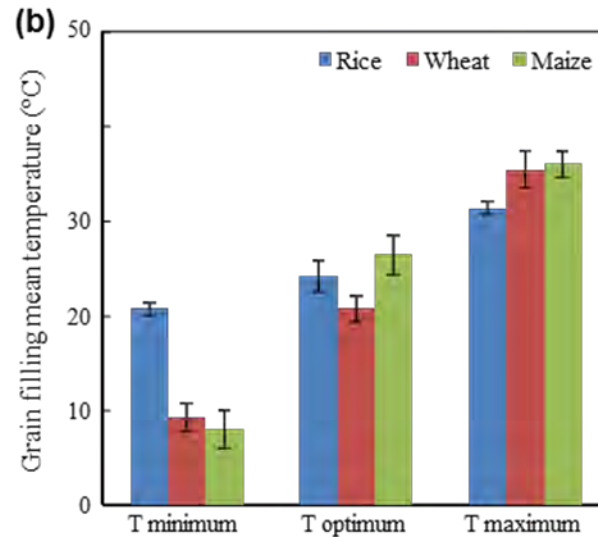 (b)
50
Rice Wheat Maize
30
20
10
0
Grain filling mean temperature (°C)
T minimum T optimum T maximum